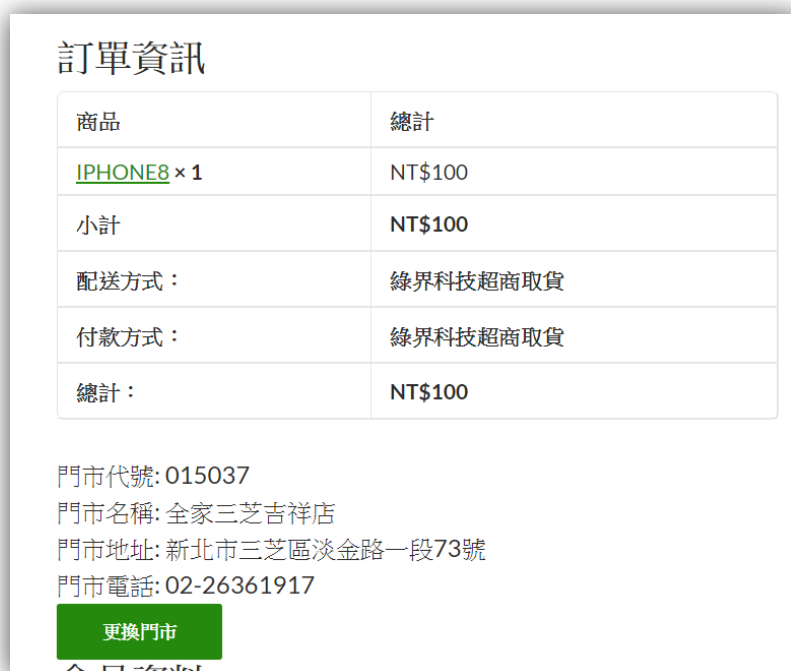 訂單資訊
商品 總計
IPHONE8 × 1 NT$100
小計 NT$100
配送方式： 綠界科技超商取貨
付款方式： 綠界科技超商取貨
總計： NT$100
門市代號: 015037
門市名稱: 全家三芝吉祥店
門市地址: 新北市三芝區淡金路一段73號
門市電話: 02-26361917
更換門市